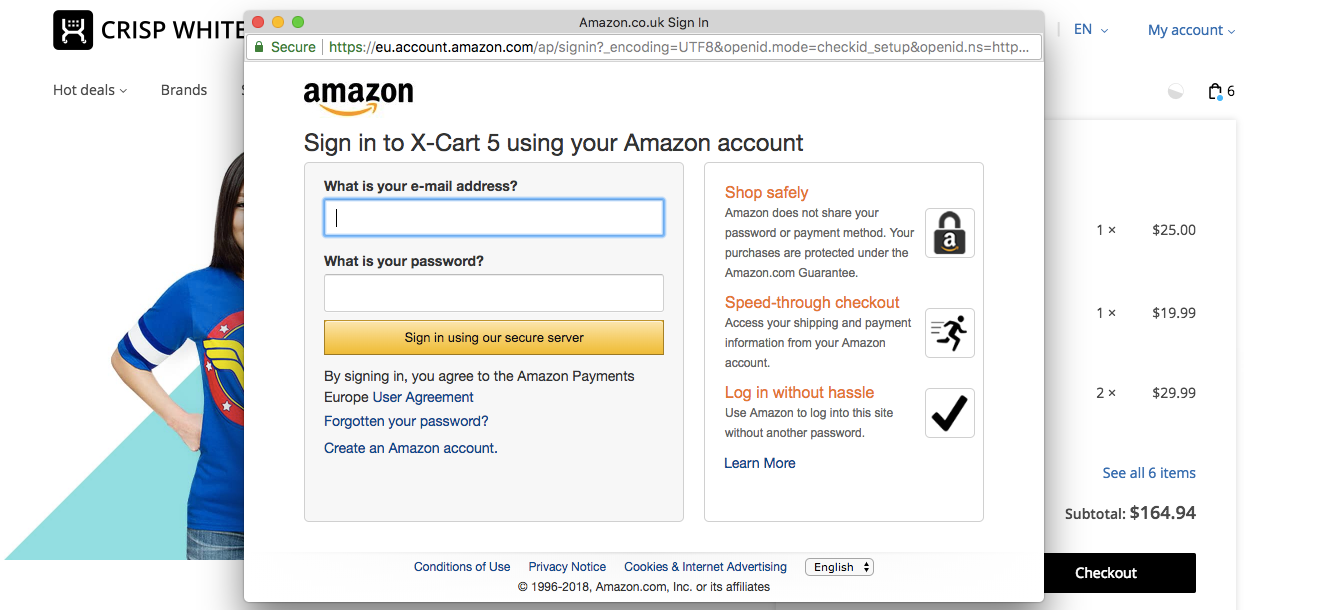 CRISP WHITE
EN
My account
Hot deals
Brands
6
Amazon.co.uk Sign In
Secure
https://eu.account.amazon.com/ap/signin?_encoding=UTF8&openid.mode=checkid_setup&openid.ns=http...
amazon
Sign in to X-Cart 5 using your Amazon account
What is your e-mail address?
What is your password?
Sign in using our secure server
By signing in, you agree to the Amazon Payments
Europe User Agreement
Forgotten your password?
Create an Amazon account.
Shop safely
Amazon does not share your
password or payment method. Your
purchases are protected under the
Amazon.com Guarantee.
a
Speed-through checkout
Access your shipping and payment
information from your Amazon
account.
Log in without hassle
Use Amazon to log into this site
without another password.
Learn More
Conditions of Use
Privacy Notice
Cookies & Internet Advertising
English
© 1996-2018, Amazon.com, Inc. or its affiliates
1 × $25.00
1 × $19.99
2 × $29.99
See all 6 items
Subtotal: $164.94
Checkout